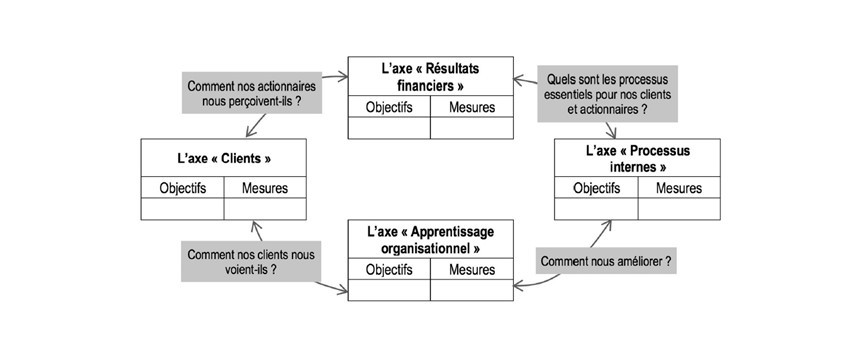 L'axe « Résultats
financiers »
Objectifs Mesures
Comment nos actionnaires
nous perçoivent-ils ?
Quels sont les processus
essentiels pour nos clients
et actionnaires ?
L'axe « Clients »
Objectifs Mesures
L'axe « Processus
internes »
Objectifs Mesures
L'axe « Apprentissage
organisationnel »
Objectifs Mesures
Comment nos clients nous
voient-ils ?
Comment nous améliorer ?